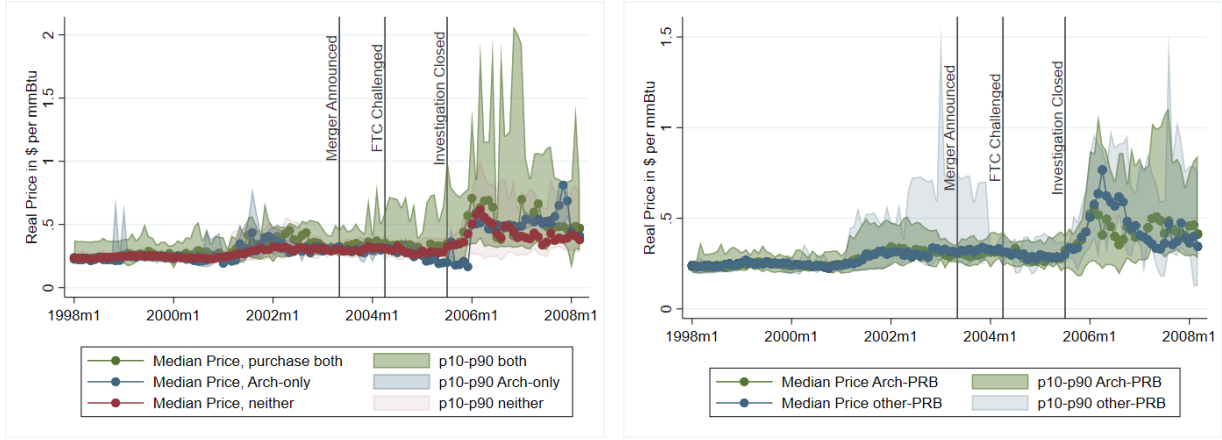 Real Price in $ per mmBtu
2
1.5
1
.5
0
Merger Announced
FTC Challenged
Investigation Closed
1998m1 2000m1 2002m1 2004m1 2006m1 2008m1
Median Price, purchase both p10-p90 both
Median Price, Arch-only p10-p90 Arch-only
Median Price, neither p10-p90 neither
Real Price in $ per mmBtu
1.5
1
.5
0
Merger Announced
FTC Challenged
Investigation Closed
1998m1 2000m1 2002m1 2004m1 2006m1 2008m1
Median Price Arch-PRB p10-p90 Arch-PRB
Median Price other-PRB p10-p90 other-PRB